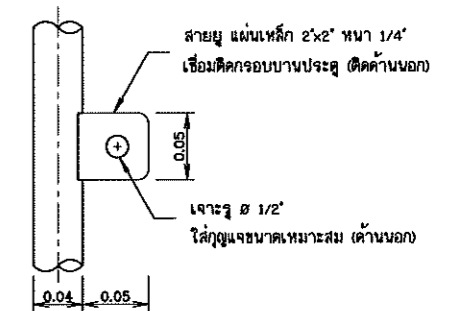 สายยู แผ่นเหล็ก 2"x2" หนา 1/4"
เชื่อมติดกรอบบานประตู (ติดด้านนอก)
0.05
เจาะรู Ø 1/2"
ใส่กุญแจขนาดเหมาะสม (ด้านนอก)
0.04
0.05